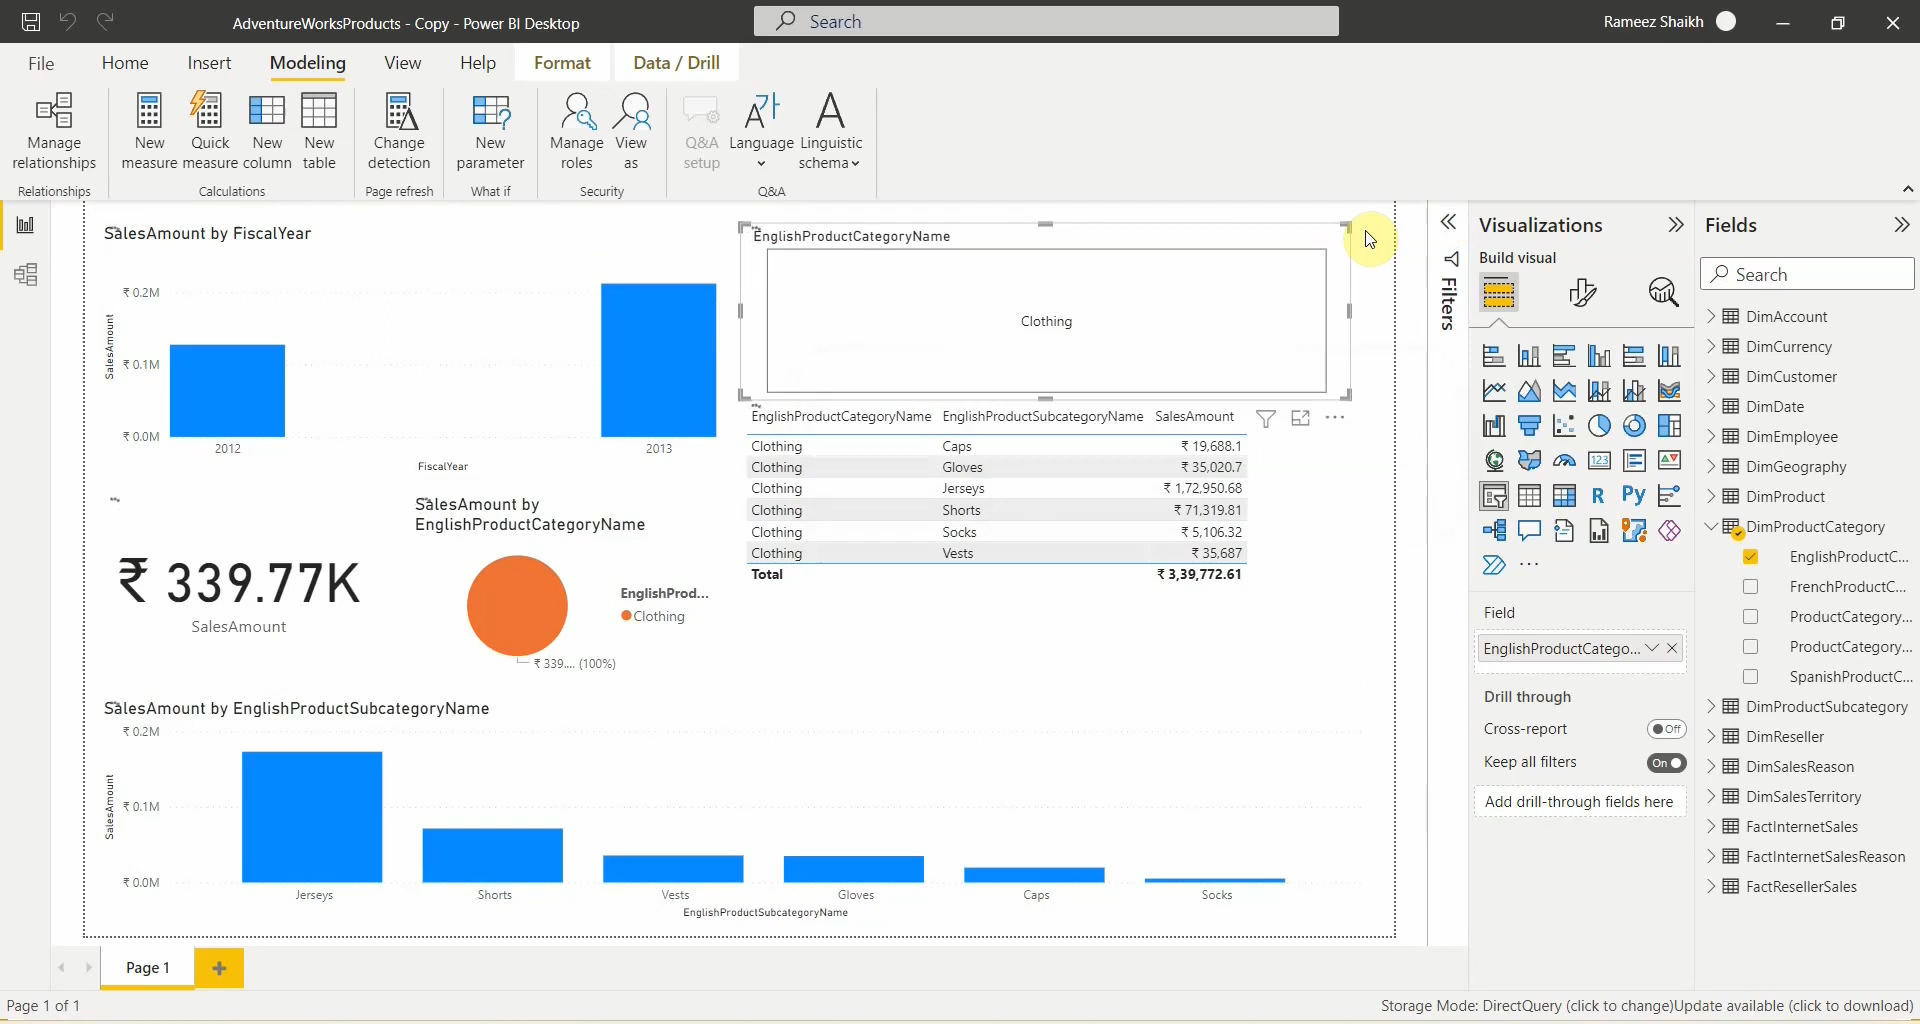 AdventureWorksProducts - Copy - Power BI Desktop
Search
Rameez Shaikh
File
Home
Insert
Modeling
View
Help
Format
Data / Drill
Manage
relationships
New
measure
Quick
measure
New
column
New
table
Change
detection
New
parameter
Manage
roles
View
as
Q&A
setup
Language
Linguistic
schema
Relationships
Calculations
Page refresh
What if
Security
Q&A
SalesAmount by FiscalYear
₹ 0.2M
₹ 0.1M
₹ 0.0M
SalesAmount
2012
2013
FiscalYear
EnglishProductCategoryName
Clothing
EnglishProductCategoryName EnglishProductSubcategoryName SalesAmount
Clothing Caps ₹ 19,688.1
Clothing Gloves ₹ 35,020.7
Clothing Jerseys ₹ 1,72,950.68
Clothing Shorts ₹ 71,319.81
Clothing Socks ₹ 5,106.32
Clothing Vests ₹ 35,687
Total ₹ 3,39,772.61
₹ 339.77K
SalesAmount
SalesAmount by
EnglishProductCategoryName
EnglishProd...
Clothing
₹ 339.... (100%)
SalesAmount by EnglishProductSubcategoryName
₹ 0.2M
₹ 0.1M
₹ 0.0M
SalesAmount
Jerseys
Shorts
Vests
Gloves
Caps
Socks
EnglishProductSubcategoryName
Filters
Visualizations
Build visual
123
R
Py
Field
EnglishProductCatego...
Drill through
Cross-report
Off
Keep all filters
On
Add drill-through fields here
Fields
Search
DimAccount
DimCurrency
DimCustomer
DimDate
DimEmployee
DimGeography
DimProduct
DimProductCategory
EnglishProductC...
FrenchProductC...
ProductCategory...
ProductCategory...
SpanishProductC...
DimProductSubcategory
DimReseller
DimSalesReason
DimSalesTerritory
FactInternetSales
FactInternetSalesReason
FactResellerSales
Page 1
Page 1 of 1
Storage Mode: DirectQuery (click to change)Update available (click to download)